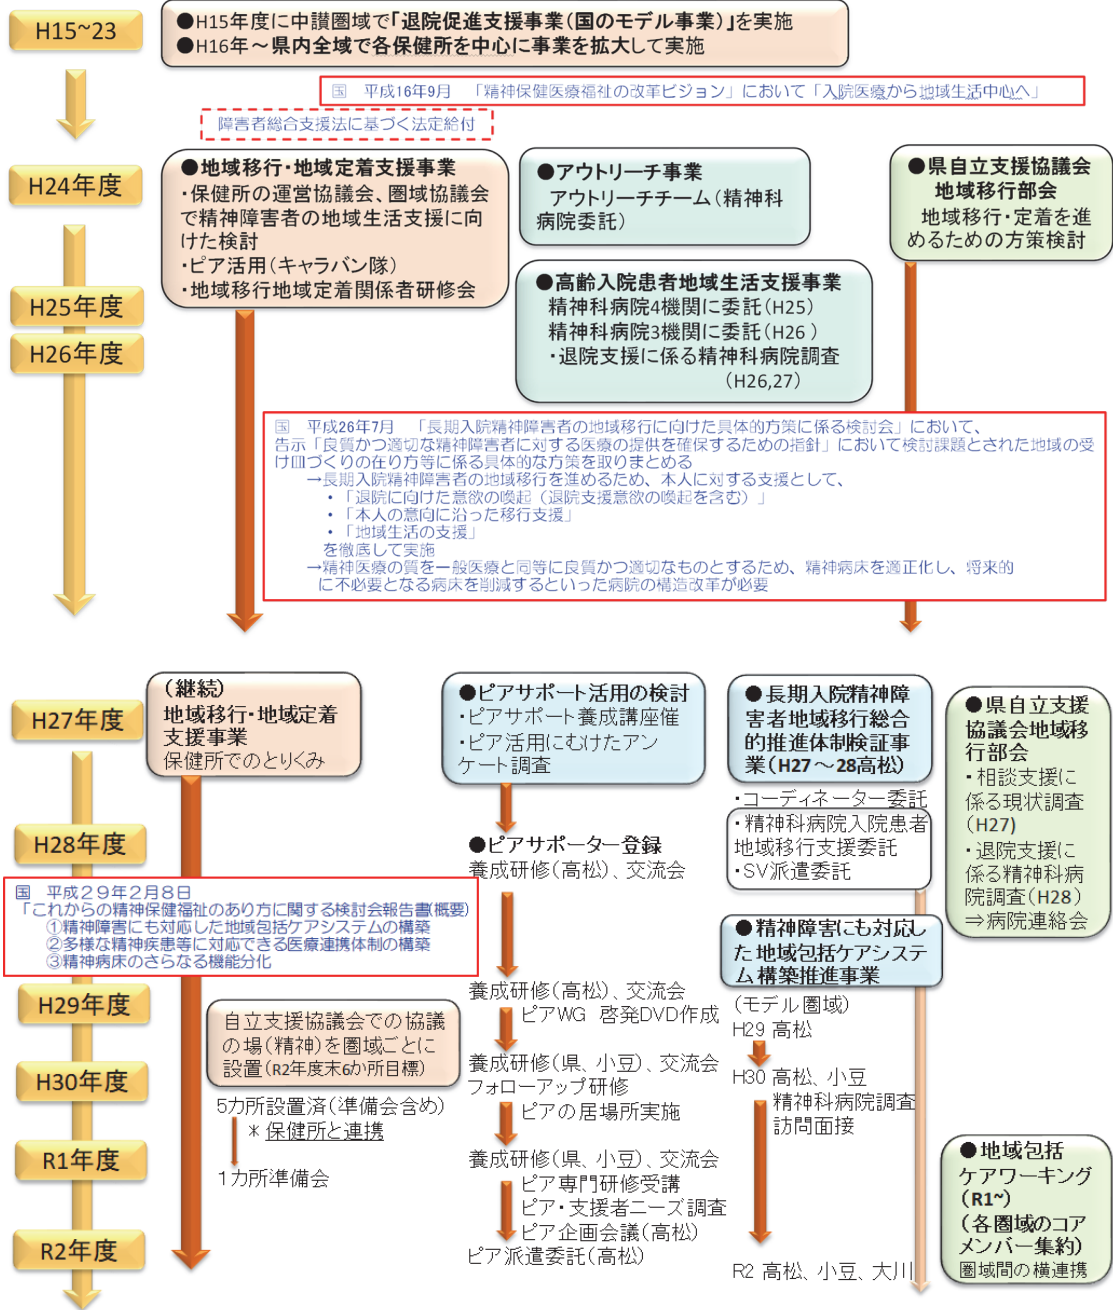 H15~23
●H15年度に中讃圏域で「退院促進支援事業(国のモデル事業)」を実施
●H16年～県内全域で各保健所を中心に事業を拡大して実施
国　平成16年9月　「精神保健医療福祉の改革ビジョン」において「入院医療から地域生活中心へ」
障害者総合支援法に基づく法定給付
H24年度
●地域移行・地域定着支援事業
・保健所の運営協議会、圏域協議会
で精神障害者の地域生活支援に向
けた検討
・ピア活用(キャラバン隊)
・地域移行地域定着関係者研修会
●アウトリーチ事業
アウトリーチチーム(精神科
病院委託)
●県自立支援協議会
地域移行部会
地域移行・定着を進
めるための方策検討
H25年度
H26年度
●高齢入院患者地域生活支援事業
精神科病院4機関に委託(H25)
精神科病院3機関に委託(H26 )
・退院支援に係る精神科病院調査
(H26,27)
国　平成26年7月　「長期入院精神障害者の地域移行に向けた具体的方策に係る検討会」において、
告示「良質かつ適切な精神障害者に対する医療の提供を確保するための指針」において検討課題とされた地域の受
け皿づくりの在り方等に係る具体的な方策を取りまとめる
→長期入院精神障害者の地域移行を進めるため、本人に対する支援として、
・「退院に向けた意欲の喚起（退院支援意欲の喚起を含む）」
・「本人の意向に沿った移行支援」
・「地域生活の支援」
を徹底して実施
→精神医療の質を一般医療と同等に良質かつ適切なものとするため、精神病床を適正化し、将来的
に不必要となる病床を削減するといった病院の構造改革が必要
H27年度
(継続)
地域移行・地域定着
支援事業
保健所でのとりくみ
●ピアサポート活用の検討
・ピアサポート養成講座催
・ピア活用にむけたアン
ケート調査
●長期入院精神障
害者地域移行総合
的推進体制検証事
業(H27～28高松)
・コーディネーター委託
・精神科病院入院患者
地域移行支援委託
・SV派遣委託
●県自立支援
協議会地域移
行部会
・相談支援に
係る現状調査
(H27)
・退院支援に
係る精神科病
院調査(H28)
⇒病院連絡会
H28年度
●ピアサポーター登録
養成研修(高松)、交流会
国　平成29年2月8日
「これからの精神保健福祉のあり方に関する検討会報告書(概要)
①精神障害にも対応した地域包括ケアシステムの構築
②多様な精神疾患等に対応できる医療連携体制の構築
③精神病床のさらなる機能分化
●精神障害にも対応し
た地域包括ケアシステ
ム構築推進事業
H29年度
養成研修(高松)、交流会
ピアWG　啓発DVD作成
(モデル圏域)
H29 高松
自立支援協議会での協議
の場(精神)を圏域ごとに
設置(R2年度末6か所目標)
H30年度
養成研修(県、小豆)、交流会
フォローアップ研修
ピアの居場所実施
H30 高松、小豆
精神科病院調査
訪問面接
5カ所設置済(準備会含め)
＊保健所と連携
1カ所準備会
R1年度
養成研修(県、小豆)、交流会
ピア専門研修受講
ピア・支援者ニーズ調査
ピア企画会議(高松)
ピア派遣委託(高松)
●地域包括
ケアワーキング
(R1~)
(各圏域のコア
メンバー集約)
圏域間の横連携
R2年度
R2 高松、小豆、大川